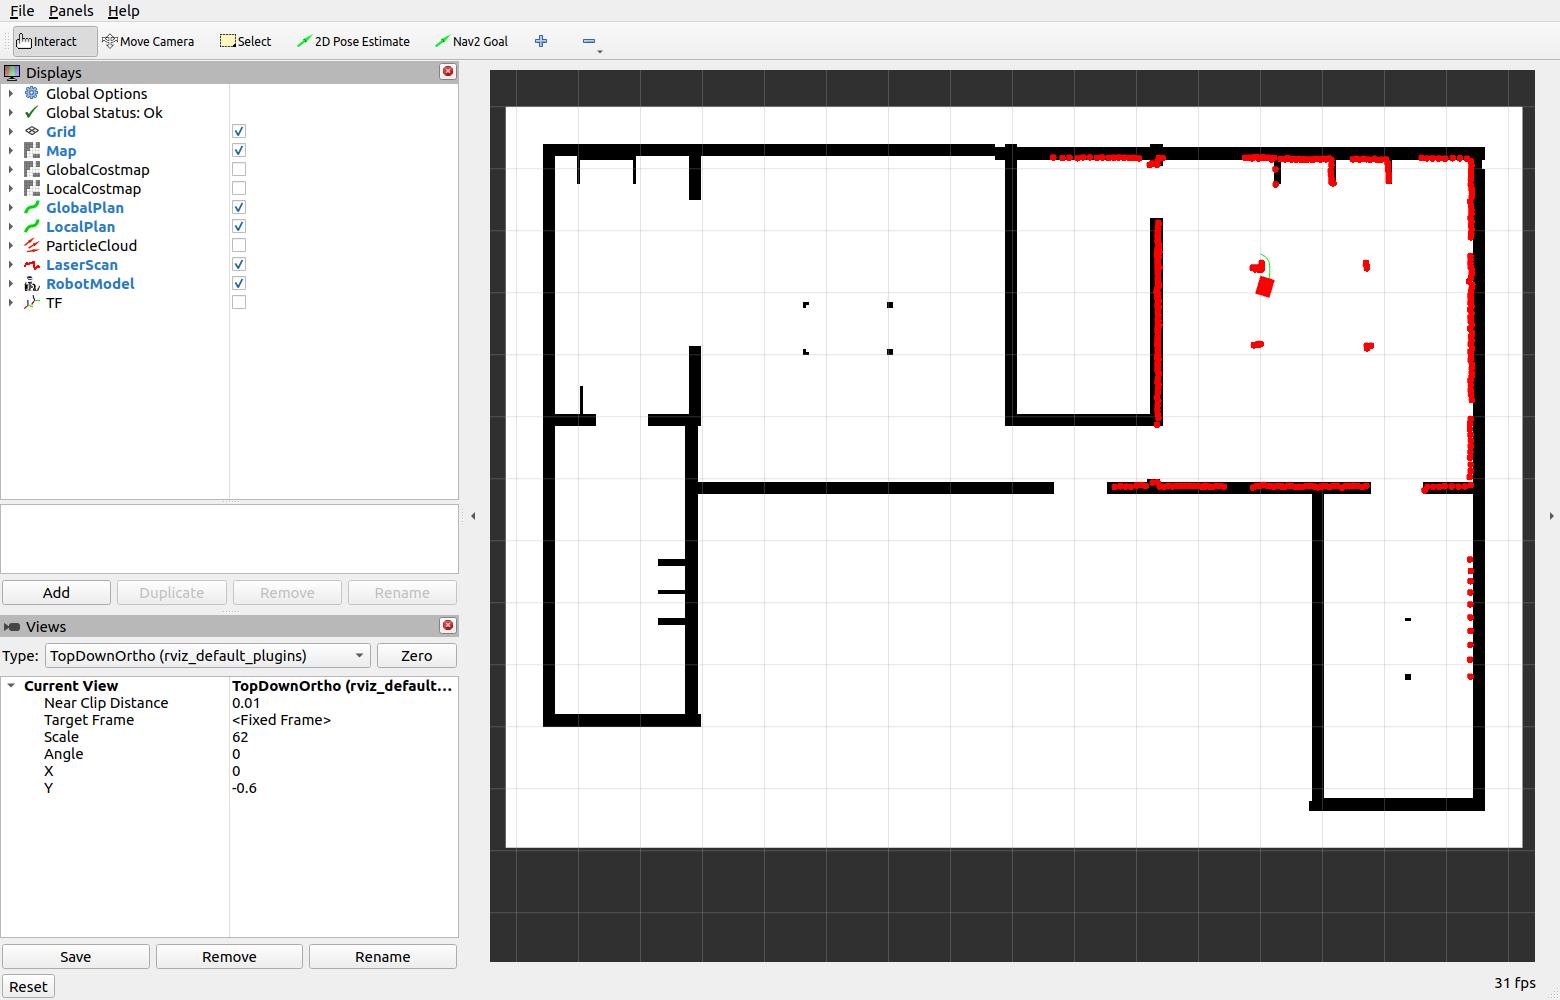 File Panels Help
Interact Move Camera Select 2D Pose Estimate Nav2 Goal
Displays
Global Options
Global Status: Ok
Grid
Map
GlobalCostmap
LocalCostmap
GlobalPlan
LocalPlan
ParticleCloud
LaserScan
RobotModel
TF
Add Duplicate Remove Rename
Views
Type: TopDownOrtho (rviz_default_plugins) Zero
Current View TopDownOrtho (rviz_default...
Near Clip Distance 0.01
Target Frame <Fixed Frame>
Scale 62
Angle 0
X 0
Y -0.6
Save Remove Rename
Reset 31 fps